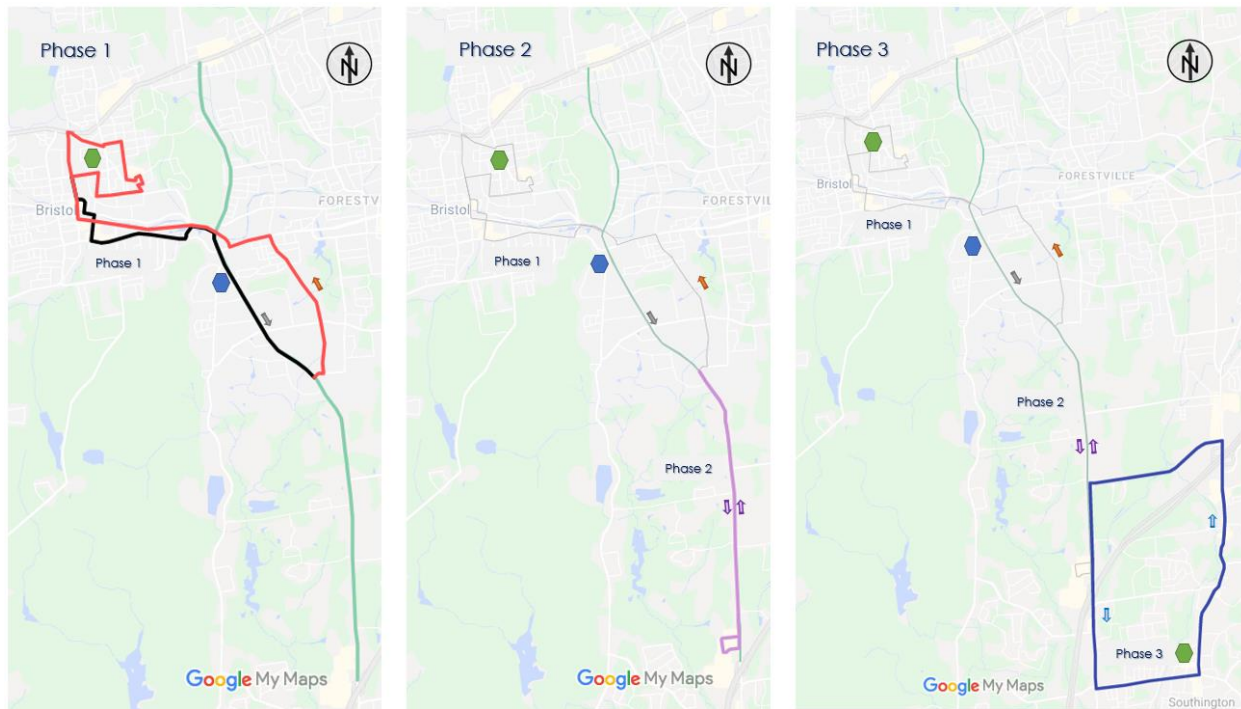 Phase 1
N
Bristol
FORESTV
Phase 1
Google My Maps
Phase 2
N
Bristol
FORESTVI
Phase 1
Phase 2
Google My Maps
Phase 3
N
Bristol
FORESTVILLE
Phase 1
Phase 2
Phase 3
Google My Maps
Southington